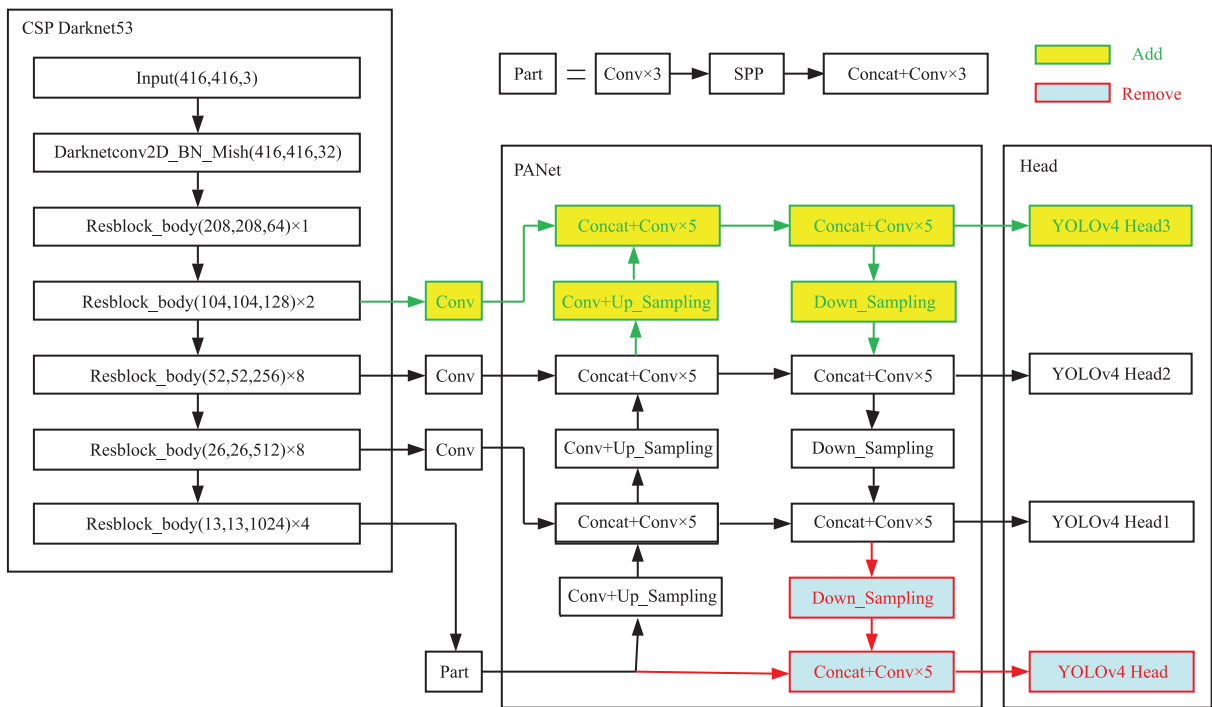 CSP Darknet53
Input(416,416,3)
Darknetconv2D_BN_Mish(416,416,32)
Resblock_body(208,208,64)×1
Resblock_body(104,104,128)×2
Resblock_body(52,52,256)×8
Resblock_body(26,26,512)×8
Resblock_body(13,13,1024)×4
Part = Conv×3 SPP Concat+Conv×3
Add
Remove
Conv
Conv
Conv
Part
PANet
Concat+Conv×5 Concat+Conv×5
Conv+Up_Sampling Down_Sampling
Concat+Conv×5 Concat+Conv×5
Conv+Up_Sampling Down_Sampling
Concat+Conv×5 Concat+Conv×5
Conv+Up_Sampling Down_Sampling
Concat+Conv×5
Head
YOLOv4 Head3
YOLOv4 Head2
YOLOv4 Head1
YOLOv4 Head